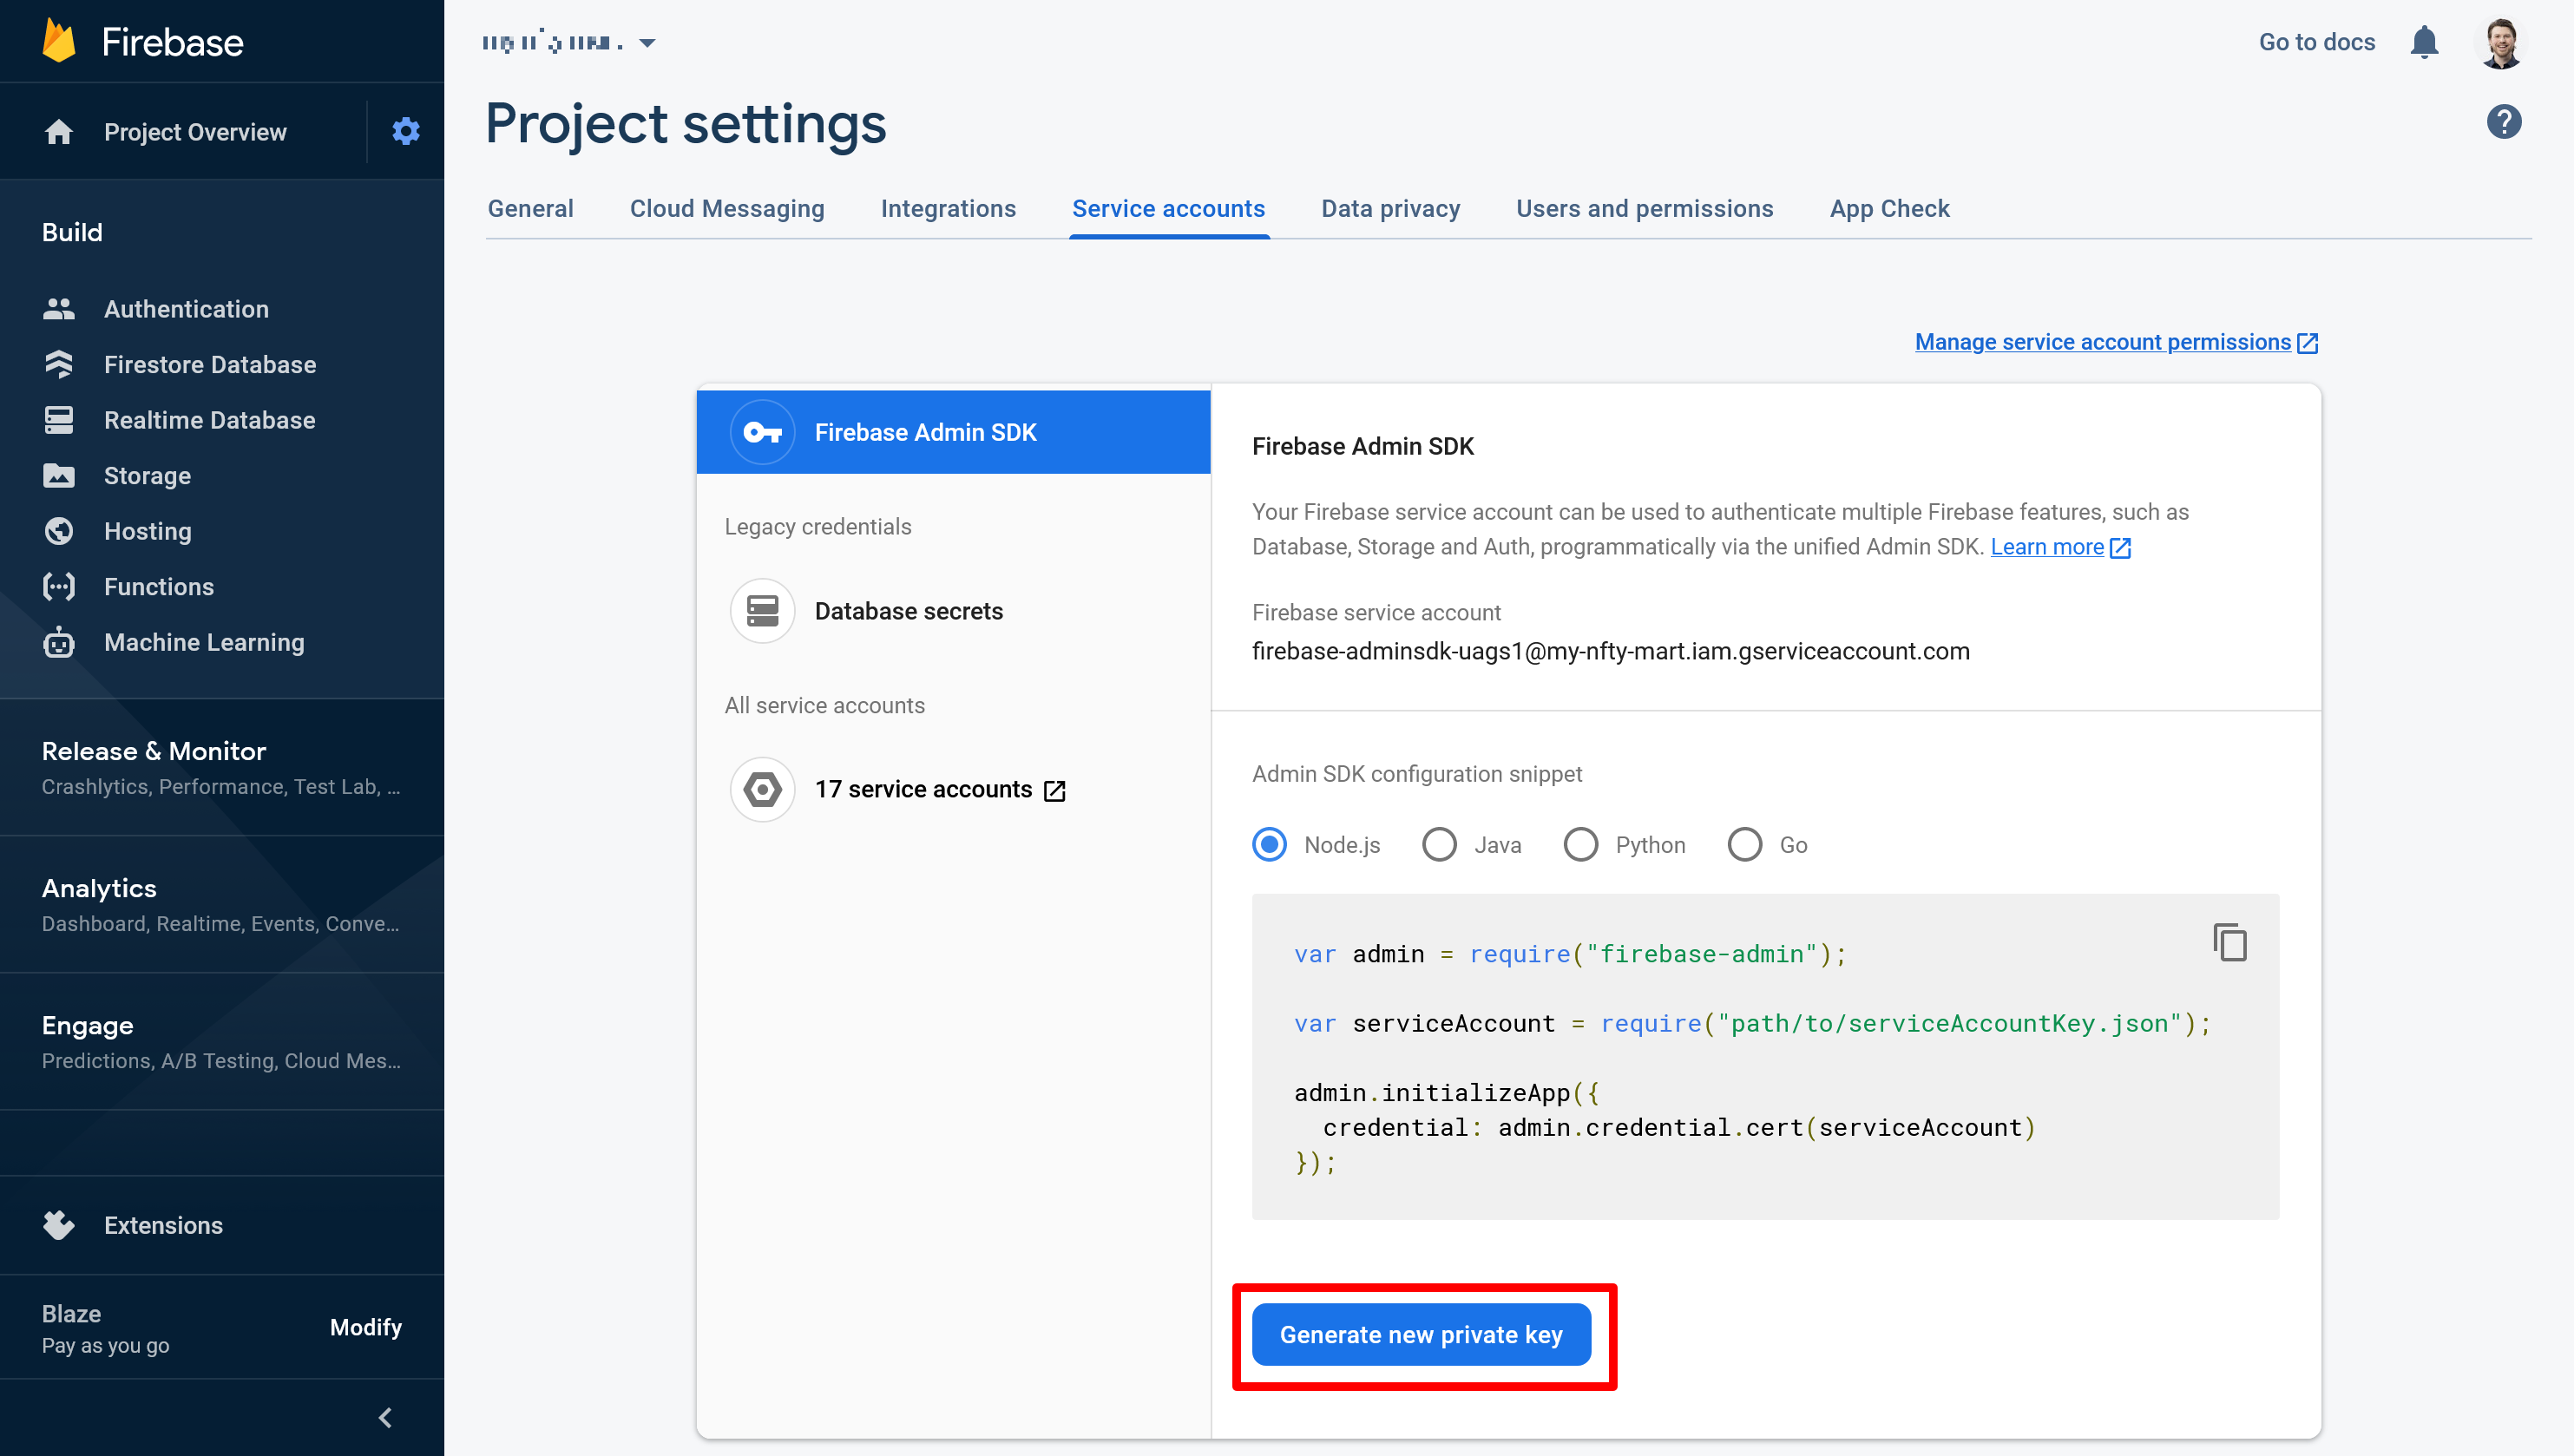 Firebase
Go to docs
Project Overview
Project settings
General Cloud Messaging Integrations Service accounts Data privacy Users and permissions App Check
Build
Authentication
Firestore Database
Realtime Database
Storage
Hosting
Functions
Machine Learning
Release & Monitor
Crashlytics, Performance, Test Lab, ...
Analytics
Dashboard, Realtime, Events, Conve...
Engage
Predictions, A/B Testing, Cloud Mes...
Extensions
Blaze
Pay as you go
Modify
Manage service account permissions
Firebase Admin SDK
Legacy credentials
Database secrets
All service accounts
17 service accounts
Firebase Admin SDK
Your Firebase service account can be used to authenticate multiple Firebase features, such as
Database, Storage and Auth, programmatically via the unified Admin SDK. Learn more
Firebase service account
firebase-adminsdk-uags1@my-nfty-mart.iam.gserviceaccount.com
Admin SDK configuration snippet
Node.js Java Python Go
var admin = require("firebase-admin");
var serviceAccount = require("path/to/serviceAccountKey.json");
admin.initializeApp({
  credential: admin.credential.cert(serviceAccount)
});
Generate new private key